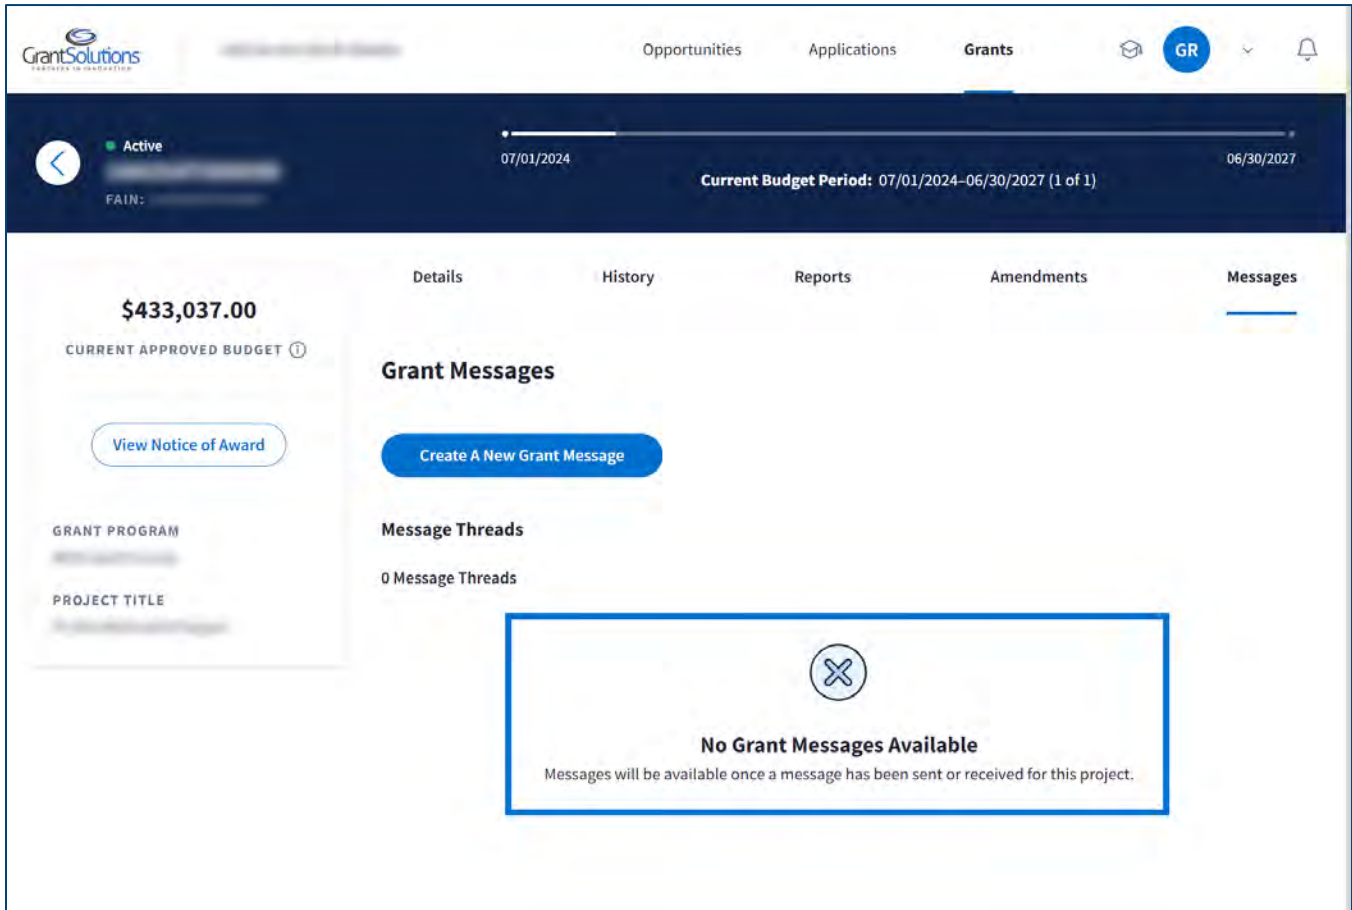 GrantSolutions
PARTNERS IN INNOVATION
Opportunities
Applications
Grants
GR
Active
FAIN:
07/01/2024
06/30/2027
Current Budget Period: 07/01/2024–06/30/2027 (1 of 1)
$433,037.00
CURRENT APPROVED BUDGET
View Notice of Award
GRANT PROGRAM
PROJECT TITLE
Details
History
Reports
Amendments
Messages
Grant Messages
Create A New Grant Message
Message Threads
0 Message Threads
No Grant Messages Available
Messages will be available once a message has been sent or received for this project.